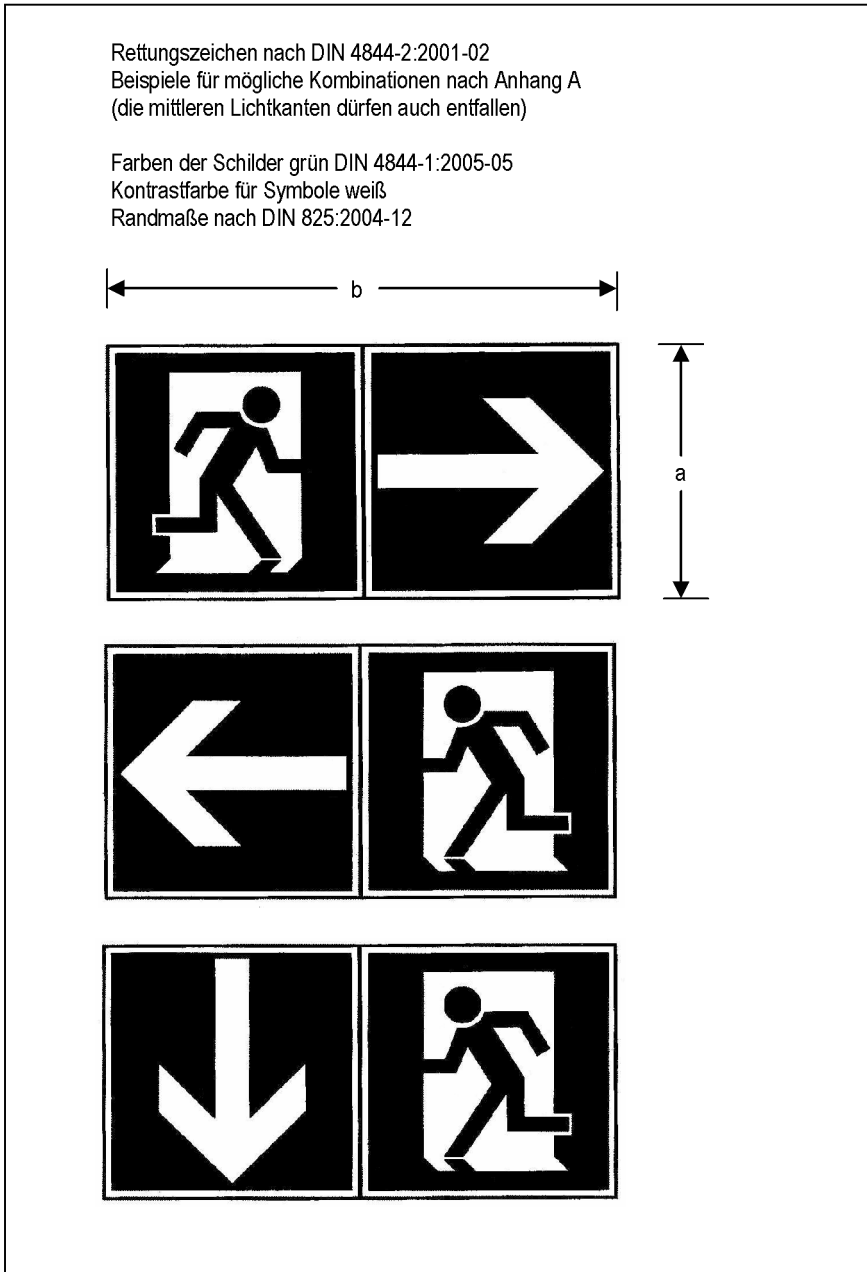 Rettungszeichen nach DIN 4844-2:2001-02
Beispiele für mögliche Kombinationen nach Anhang A
(die mittleren Lichtkanten dürfen auch entfallen)
Farben der Schilder grün DIN 4844-1:2005-05
Kontrastfarbe für Symbole weiß
Randmaße nach DIN 825:2004-12
b
a